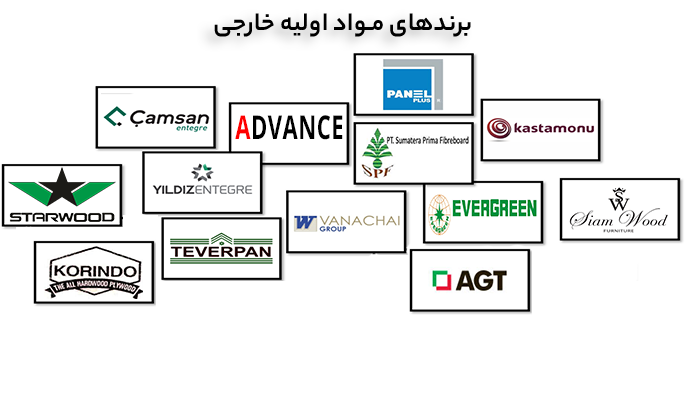 برندهای مواد اولیه خارجی
PANEL
PLUS
Çamsan
entegre
ADVANCE
kastamonu
PT. Sumatera Prima Fibreboard
SPF
YILDIZENTEGRE
STARWOOD
VANACHAI
GROUP
EVERGREEN
SW
Siam Wood
FURNITURE
TEVERPAN
KORINDO
THE ALL HARDWOOD PLYWOOD
AGT